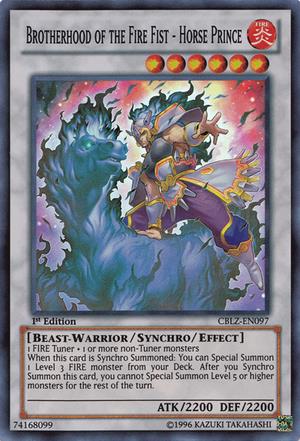 BROTHERHOOD OF THE FIRE FIST - HORSE PRINCE
FIRE
炎
CBLZ-EN097
1st Edition
[BEAST-WARRIOR/SYNCHRO/EFFECT]
1 FIRE Tuner + 1 or more non-Tuner monsters
When this card is Synchro Summoned: You can Special Summon
1 Level 3 FIRE monster from your Deck. After you Synchro
Summoned this card, you cannot Special Summon Level 5 or higher
monsters for the rest of the turn.
ATK/2200 DEF/2200
74168099
©1996 KAZUKI TAKAHASHI